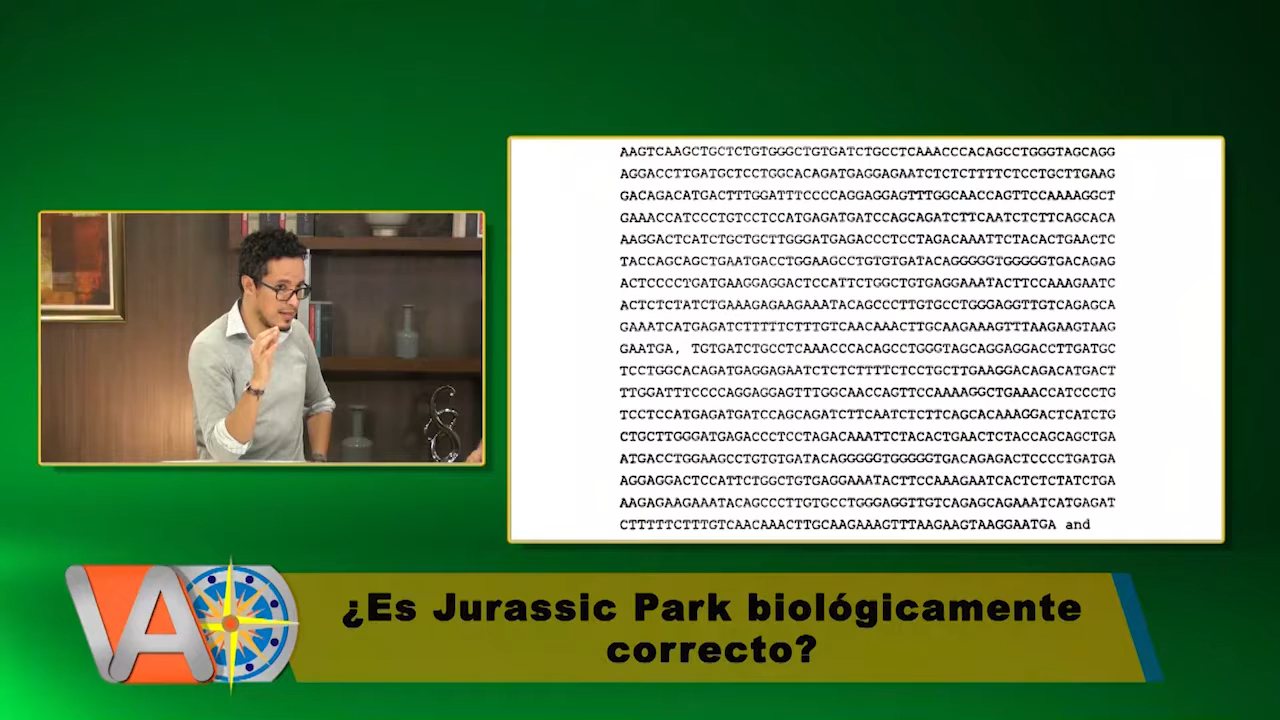 AAGTCAAGCTGCTCTGTGGGCTGTGATCTGCCTCAAACCCACAGCCTGGGTAGCAGG
AGGACCTTGATGCTCCTGGCACAGATGAGGAGAATCTCTCTTTTCTCCTGCTTGAAG
GACAGACATGACTTTGGATTTCCCCAGGAGGAGTTTGGCAACCAGTTCCAAAAGGCT
GAAACCATCCCTGTCCTCCATGAGATGATCCAGCAGATCTTCAATCTCTTCAGCACA
AAGGACTCATCTGCTGCTTGGGATGAGACCCTCCTAGACAAATTCTACACTGAACTC
TACCAGCAGCTGAATGACCTGGAAGCCTGTGTGATACAGGGGGTGGGGGTGACAGAG
ACTCCCCTGATGAAGGAGGACTCCATTCTGGCTGTGAGGAAATACTTCCAAAGAATC
ACTCTCTATCTGAAAGAGAAGAAATACAGCCCTTGTGCCTGGGAGGTTGTCAGAGCA
GAAATCATGAGATCTTTTTCTTTGTCAACAAACTTGCAAGAAAGTTTAAGAAGTAAG
GAATGA, TGTGATCTGCCTCAAACCCACAGCCTGGGTAGCAGGAGGACCTTGATGC
TCCTGGCACAGATGAGGAGAATCTCTCTTTTCTCCTGCTTGAAGGACAGACATGACT
TTGGATTTCCCCAGGAGGAGTTTGGCAACCAGTTCCAAAAGGCTGAAACCATCCCTG
TCCTCCATGAGATGATCCAGCAGATCTTCAATCTCTTCAGCACAAAGGACTCATCTG
CTGCTTGGGATGAGACCCTCCTAGACAAATTCTACACTGAACTCTACCAGCAGCTGA
ATGACCTGGAAGCCTGTGTGATACAGGGGGTGGGGGTGACAGAGACTCCCCTGATGA
AGGAGGACTCCATTCTGGCTGTGAGGAAATACTTCCAAAGAATCACTCTCTATCTGA
AAGAGAAGAAATACAGCCCTTGTGCCTGGGAGGTTGTCAGAGCAGAAATCATGAGAT
CTTTTTCTTTGTCAACAAACTTGCAAGAAAGTTTAAGAAGTAAGGAATGA and
VA
¿Es Jurassic Park biológicamente
correcto?